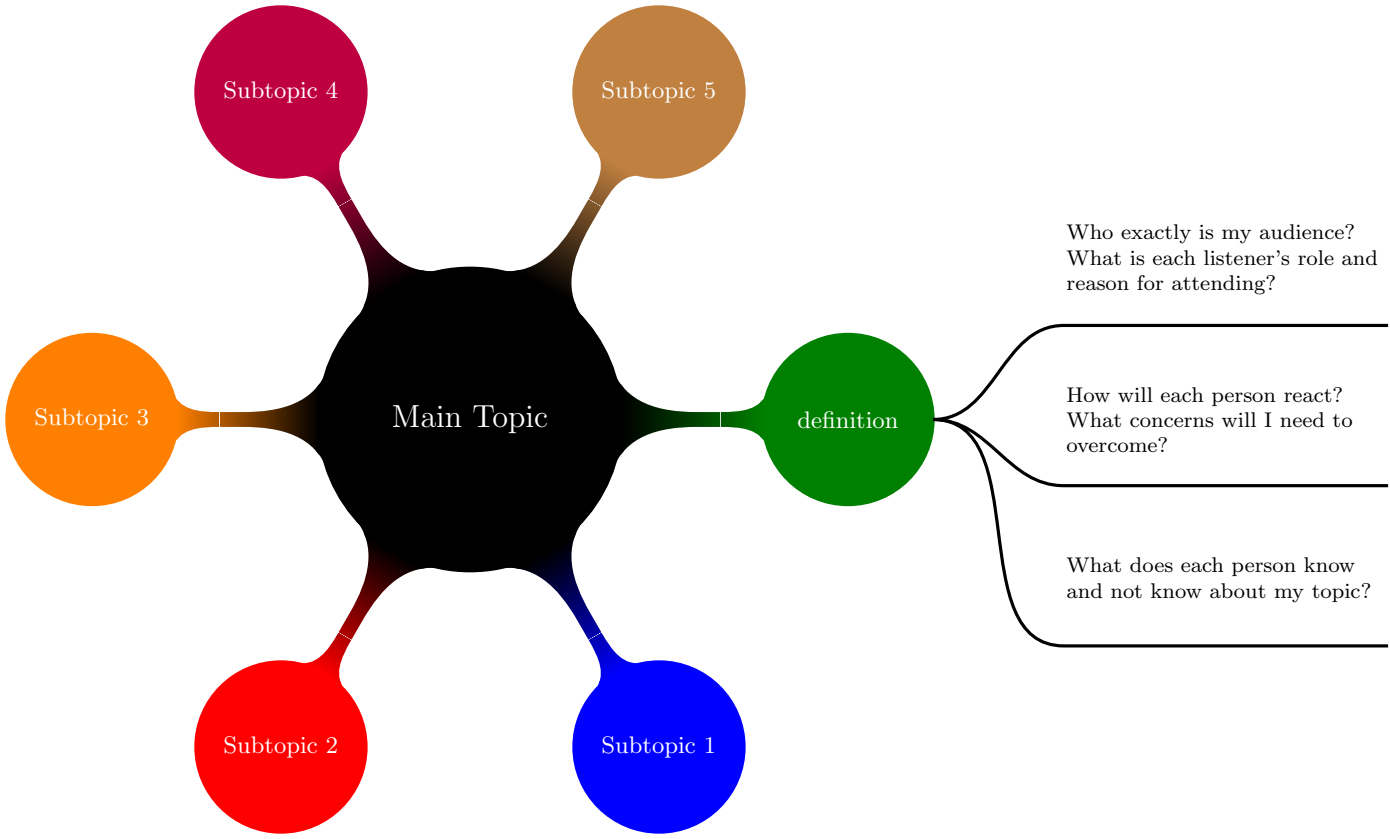 Subtopic 4
Subtopic 5
Who exactly is my audience?
What is each listener's role and
reason for attending?
Subtopic 3
Main Topic
definition
How will each person react?
What concerns will I need to
overcome?
What does each person know
and not know about my topic?
Subtopic 2
Subtopic 1